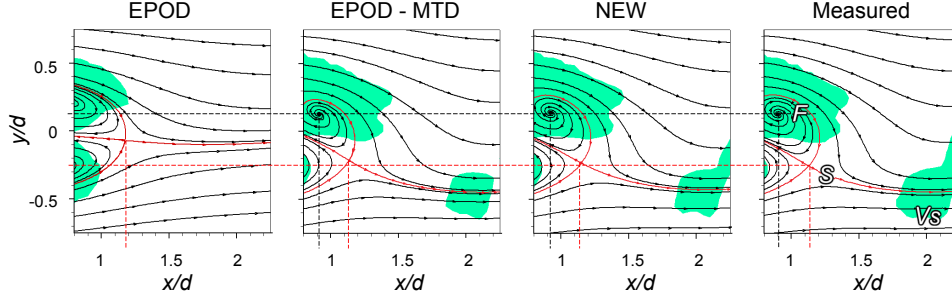 EPOD
EPOD - MTD
NEW
Measured
y/d
0.5
0
-0.5
F
S
Vs
1
1.5
2
1
1.5
2
1
1.5
2
1
1.5
2
x/d
x/d
x/d
x/d